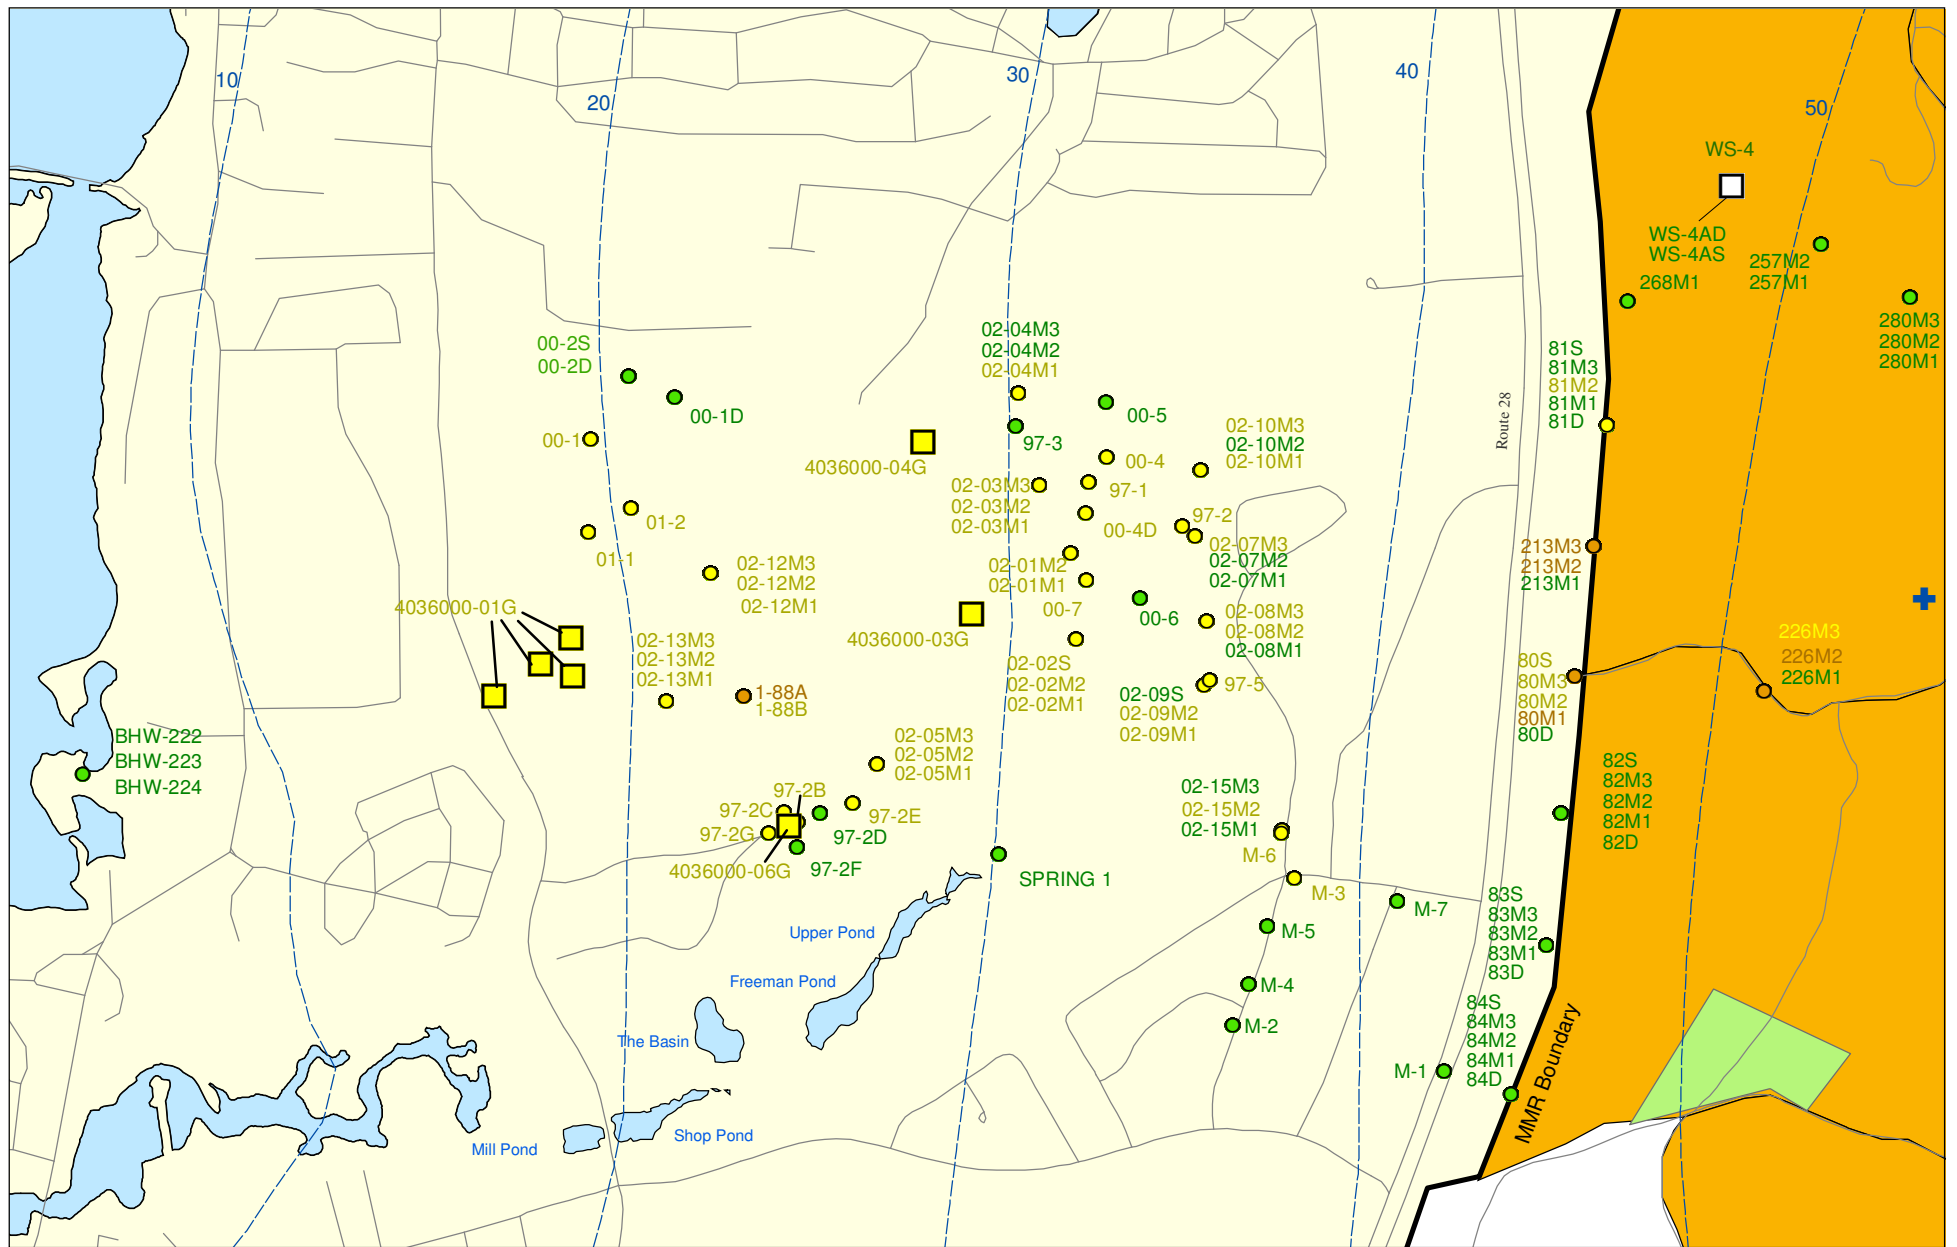 10
20
30
40
50
WS-4
WS-4AD
WS-4AS
257M2
257M1
268M1
280M3
280M2
280M1
00-2S
00-2D
00-1D
00-1
01-2
01-1
02-04M3
02-04M2
02-04M1
97-3
00-5
00-4
97-1
00-4D
02-10M3
02-10M2
02-10M1
4036000-04G
02-03M3
02-03M2
02-03M1
97-2
02-07M3
02-07M2
02-07M1
02-01M2
02-01M1
00-7
00-6
02-08M3
02-08M2
02-08M1
02-12M3
02-12M2
02-12M1
4036000-01G
4036000-03G
02-13M3
02-13M2
02-13M1
1-88A
1-88B
02-02S
02-02M2
02-02M1
97-5
02-09S
02-09M2
02-09M1
Route 28
81S
81M3
81M2
81M1
81D
213M3
213M2
213M1
226M3
226M2
226M1
80S
80M3
80M2
80M1
80D
82S
82M3
82M2
82M1
82D
BHW-222
BHW-223
BHW-224
02-05M3
02-05M2
02-05M1
97-2B
97-2C
97-2E
97-2G
97-2D
4036000-06G
97-2F
02-15M3
02-15M2
02-15M1
M-6
M-3
M-7
SPRING 1
M-5
M-4
M-2
M-1
83S
83M3
83M2
83M1
83D
84S
84M3
84M2
84M1
84D
MMR Boundary
Upper Pond
Freeman Pond
The Basin
Shop Pond
Mill Pond